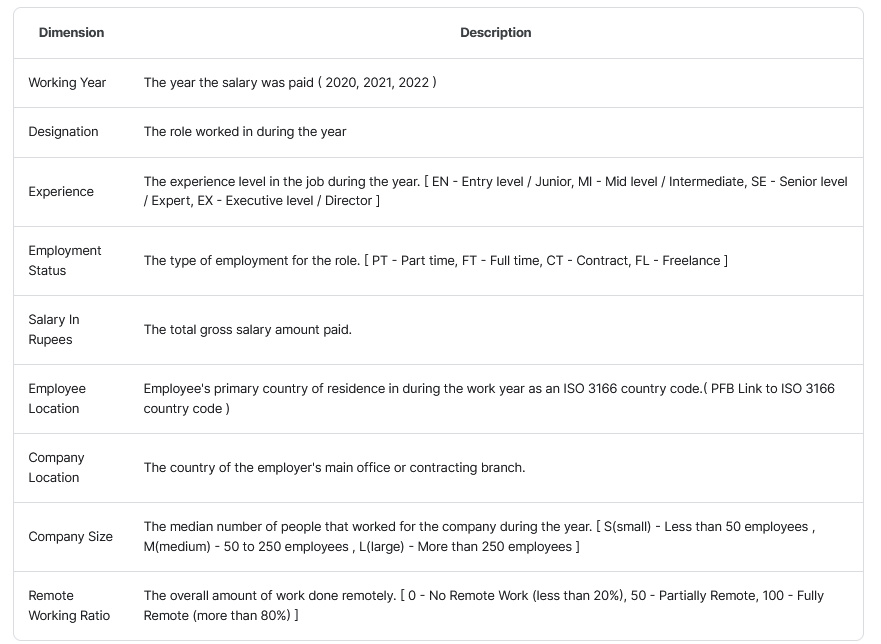 Dimension Description
Working Year The year the salary was paid ( 2020, 2021, 2022 )
Designation The role worked in during the year
Experience The experience level in the job during the year. [ EN - Entry level / Junior, MI - Mid level / Intermediate, SE - Senior level
/ Expert, EX - Executive level / Director ]
Employment
Status
The type of employment for the role. [ PT - Part time, FT - Full time, CT - Contract, FL - Freelance ]
Salary In
Rupees
The total gross salary amount paid.
Employee
Location
Employee's primary country of residence in during the work year as an ISO 3166 country code.( PFB Link to ISO 3166
country code )
Company
Location
The country of the employer's main office or contracting branch.
Company Size The median number of people that worked for the company during the year. [ S(small) - Less than 50 employees ,
M(medium) - 50 to 250 employees , L(large) - More than 250 employees ]
Remote
Working Ratio
The overall amount of work done remotely. [ 0 - No Remote Work (less than 20%), 50 - Partially Remote, 100 - Fully
Remote (more than 80%) ]